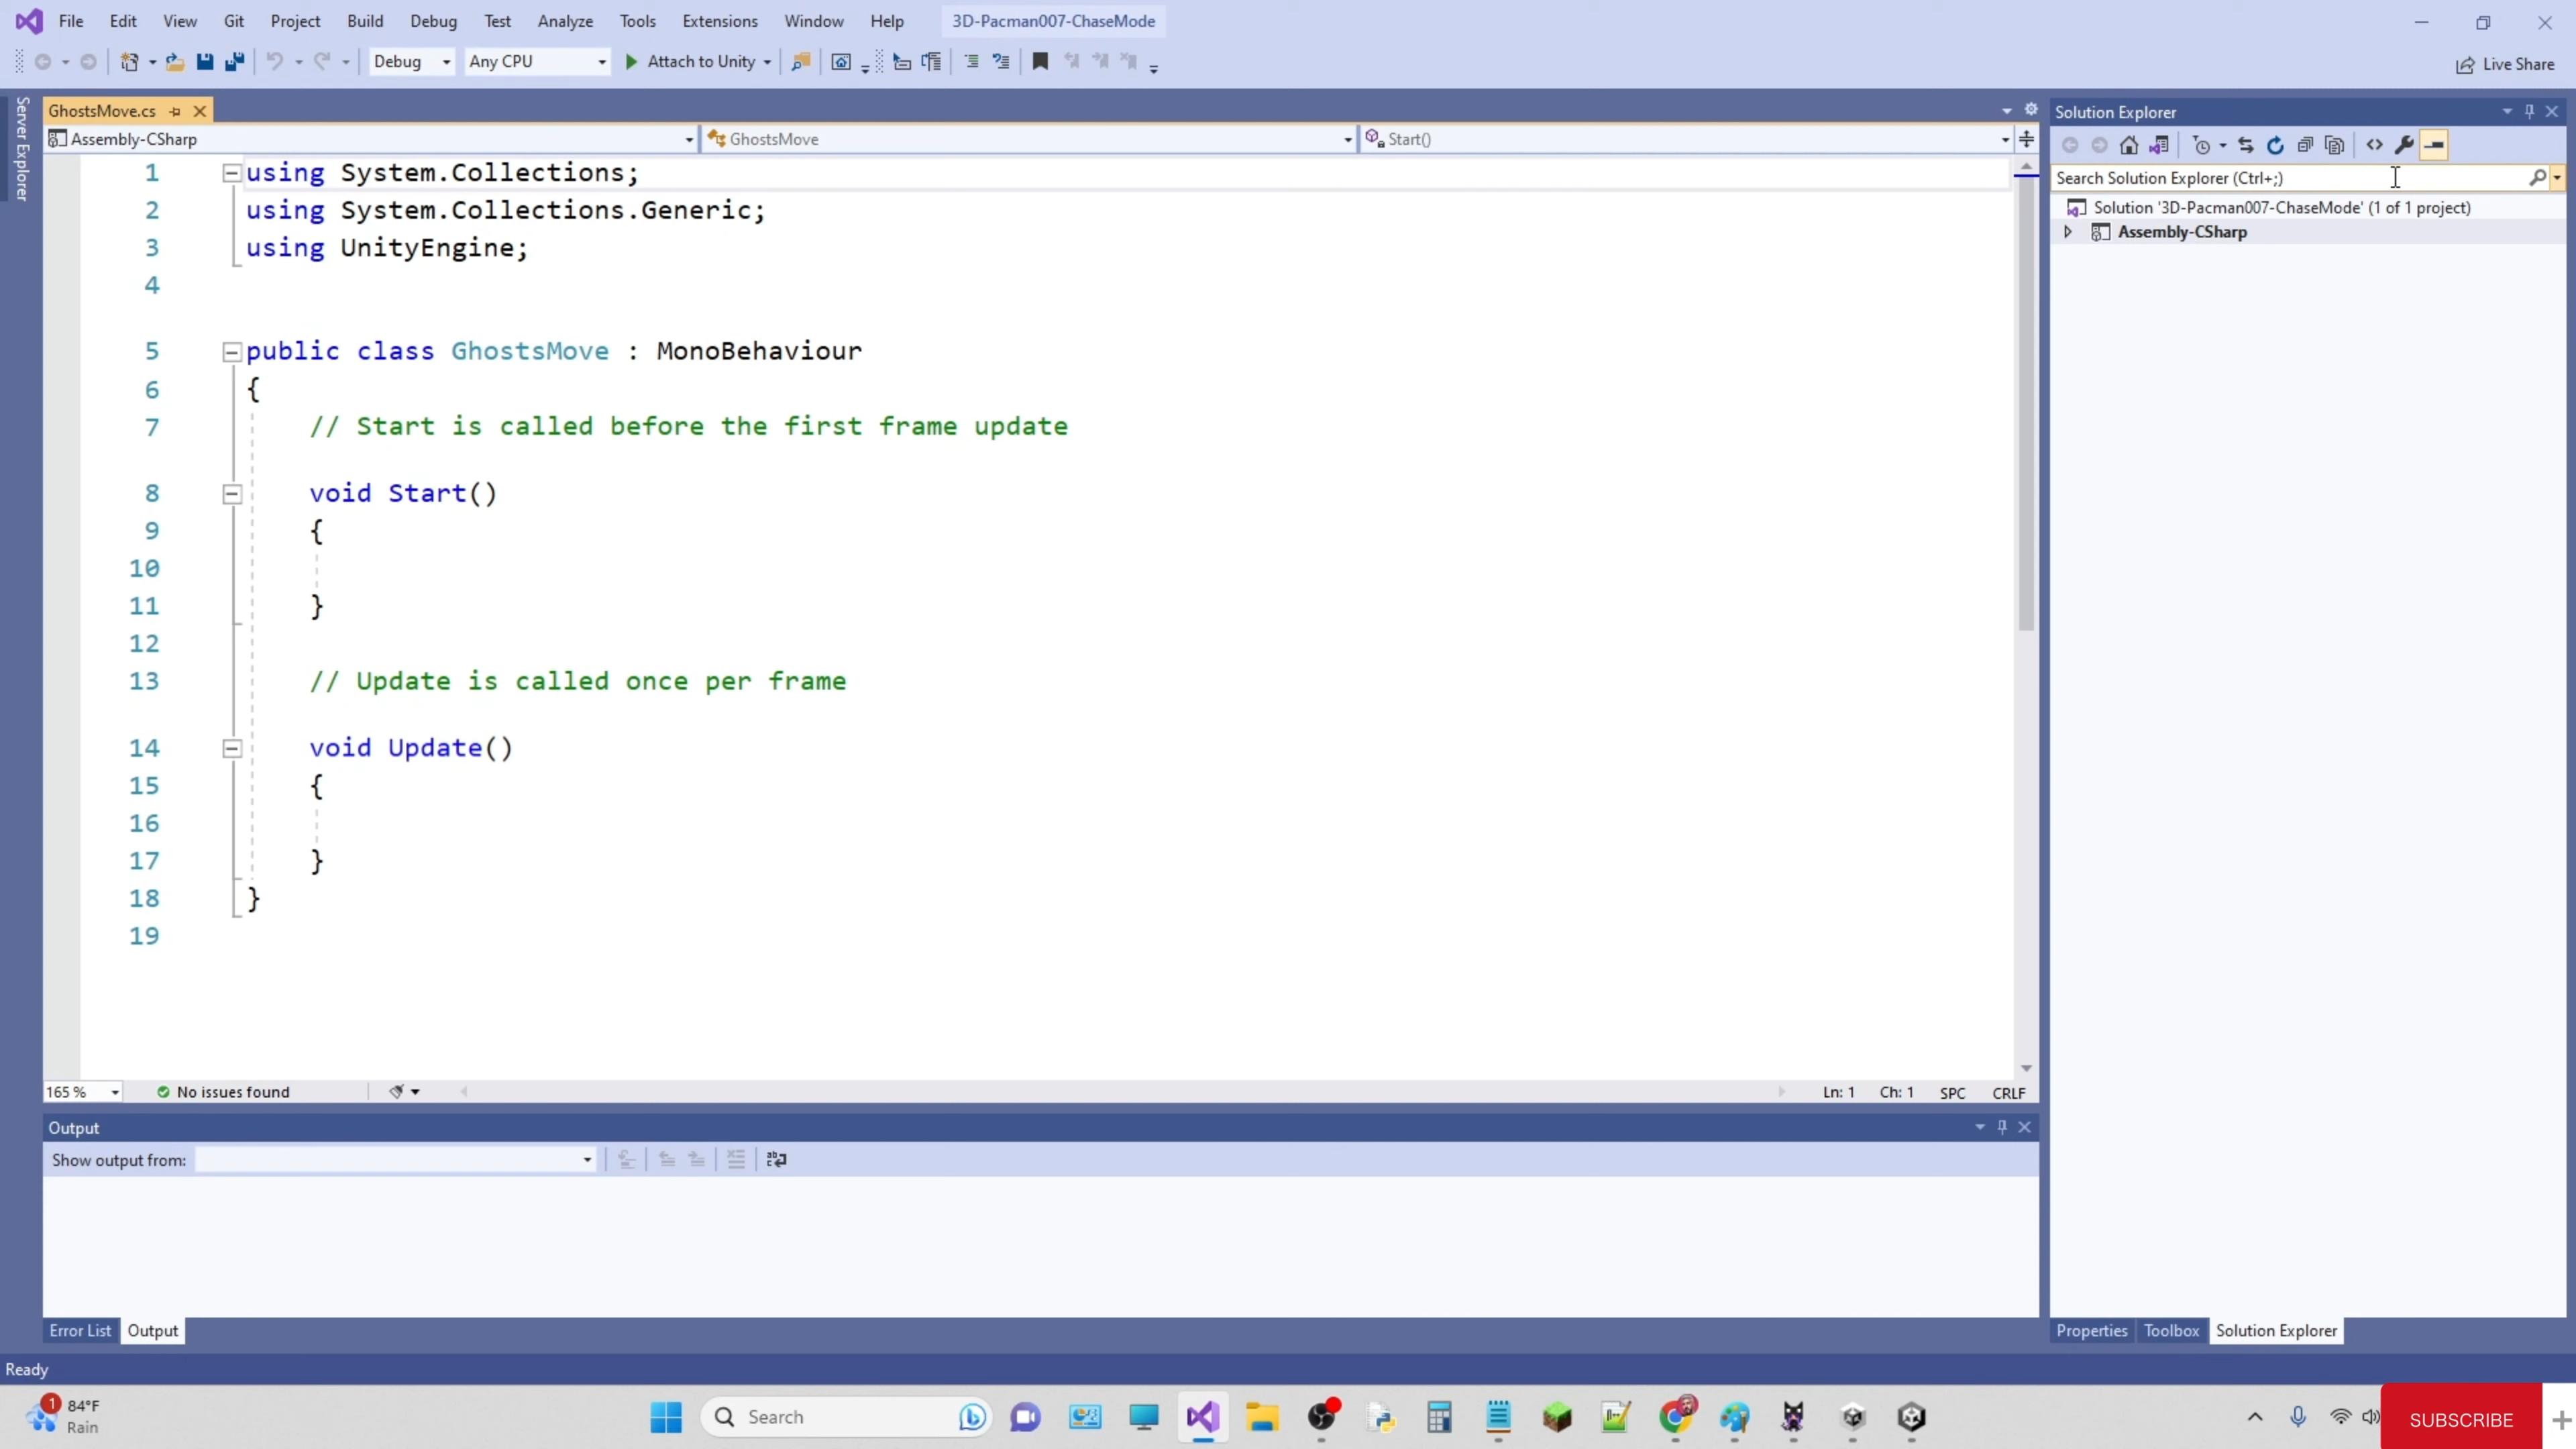 File Edit View Git Project Build Debug Test Analyze Tools Extensions Window Help 3D-Pacman007-ChaseMode
Debug Any CPU Attach to Unity Live Share
Server Explorer
GhostsMove.cs
Assembly-CSharp GhostsMove Start()
1 using System.Collections;
2 using System.Collections.Generic;
3 using UnityEngine;
4
5 public class GhostsMove : MonoBehaviour
6 {
7 // Start is called before the first frame update
8 void Start()
9 {
10
11 }
12
13 // Update is called once per frame
14 void Update()
15 {
16
17 }
18 }
19
165 % No issues found Ln: 1 Ch: 1 SPC CRLF
Output
Show output from:
Error List Output
Solution Explorer
Search Solution Explorer (Ctrl+;)
Solution '3D-Pacman007-ChaseMode' (1 of 1 project)
Assembly-CSharp
Properties Toolbox Solution Explorer
Ready
1 84°F
Rain
Search
SUBSCRIBE